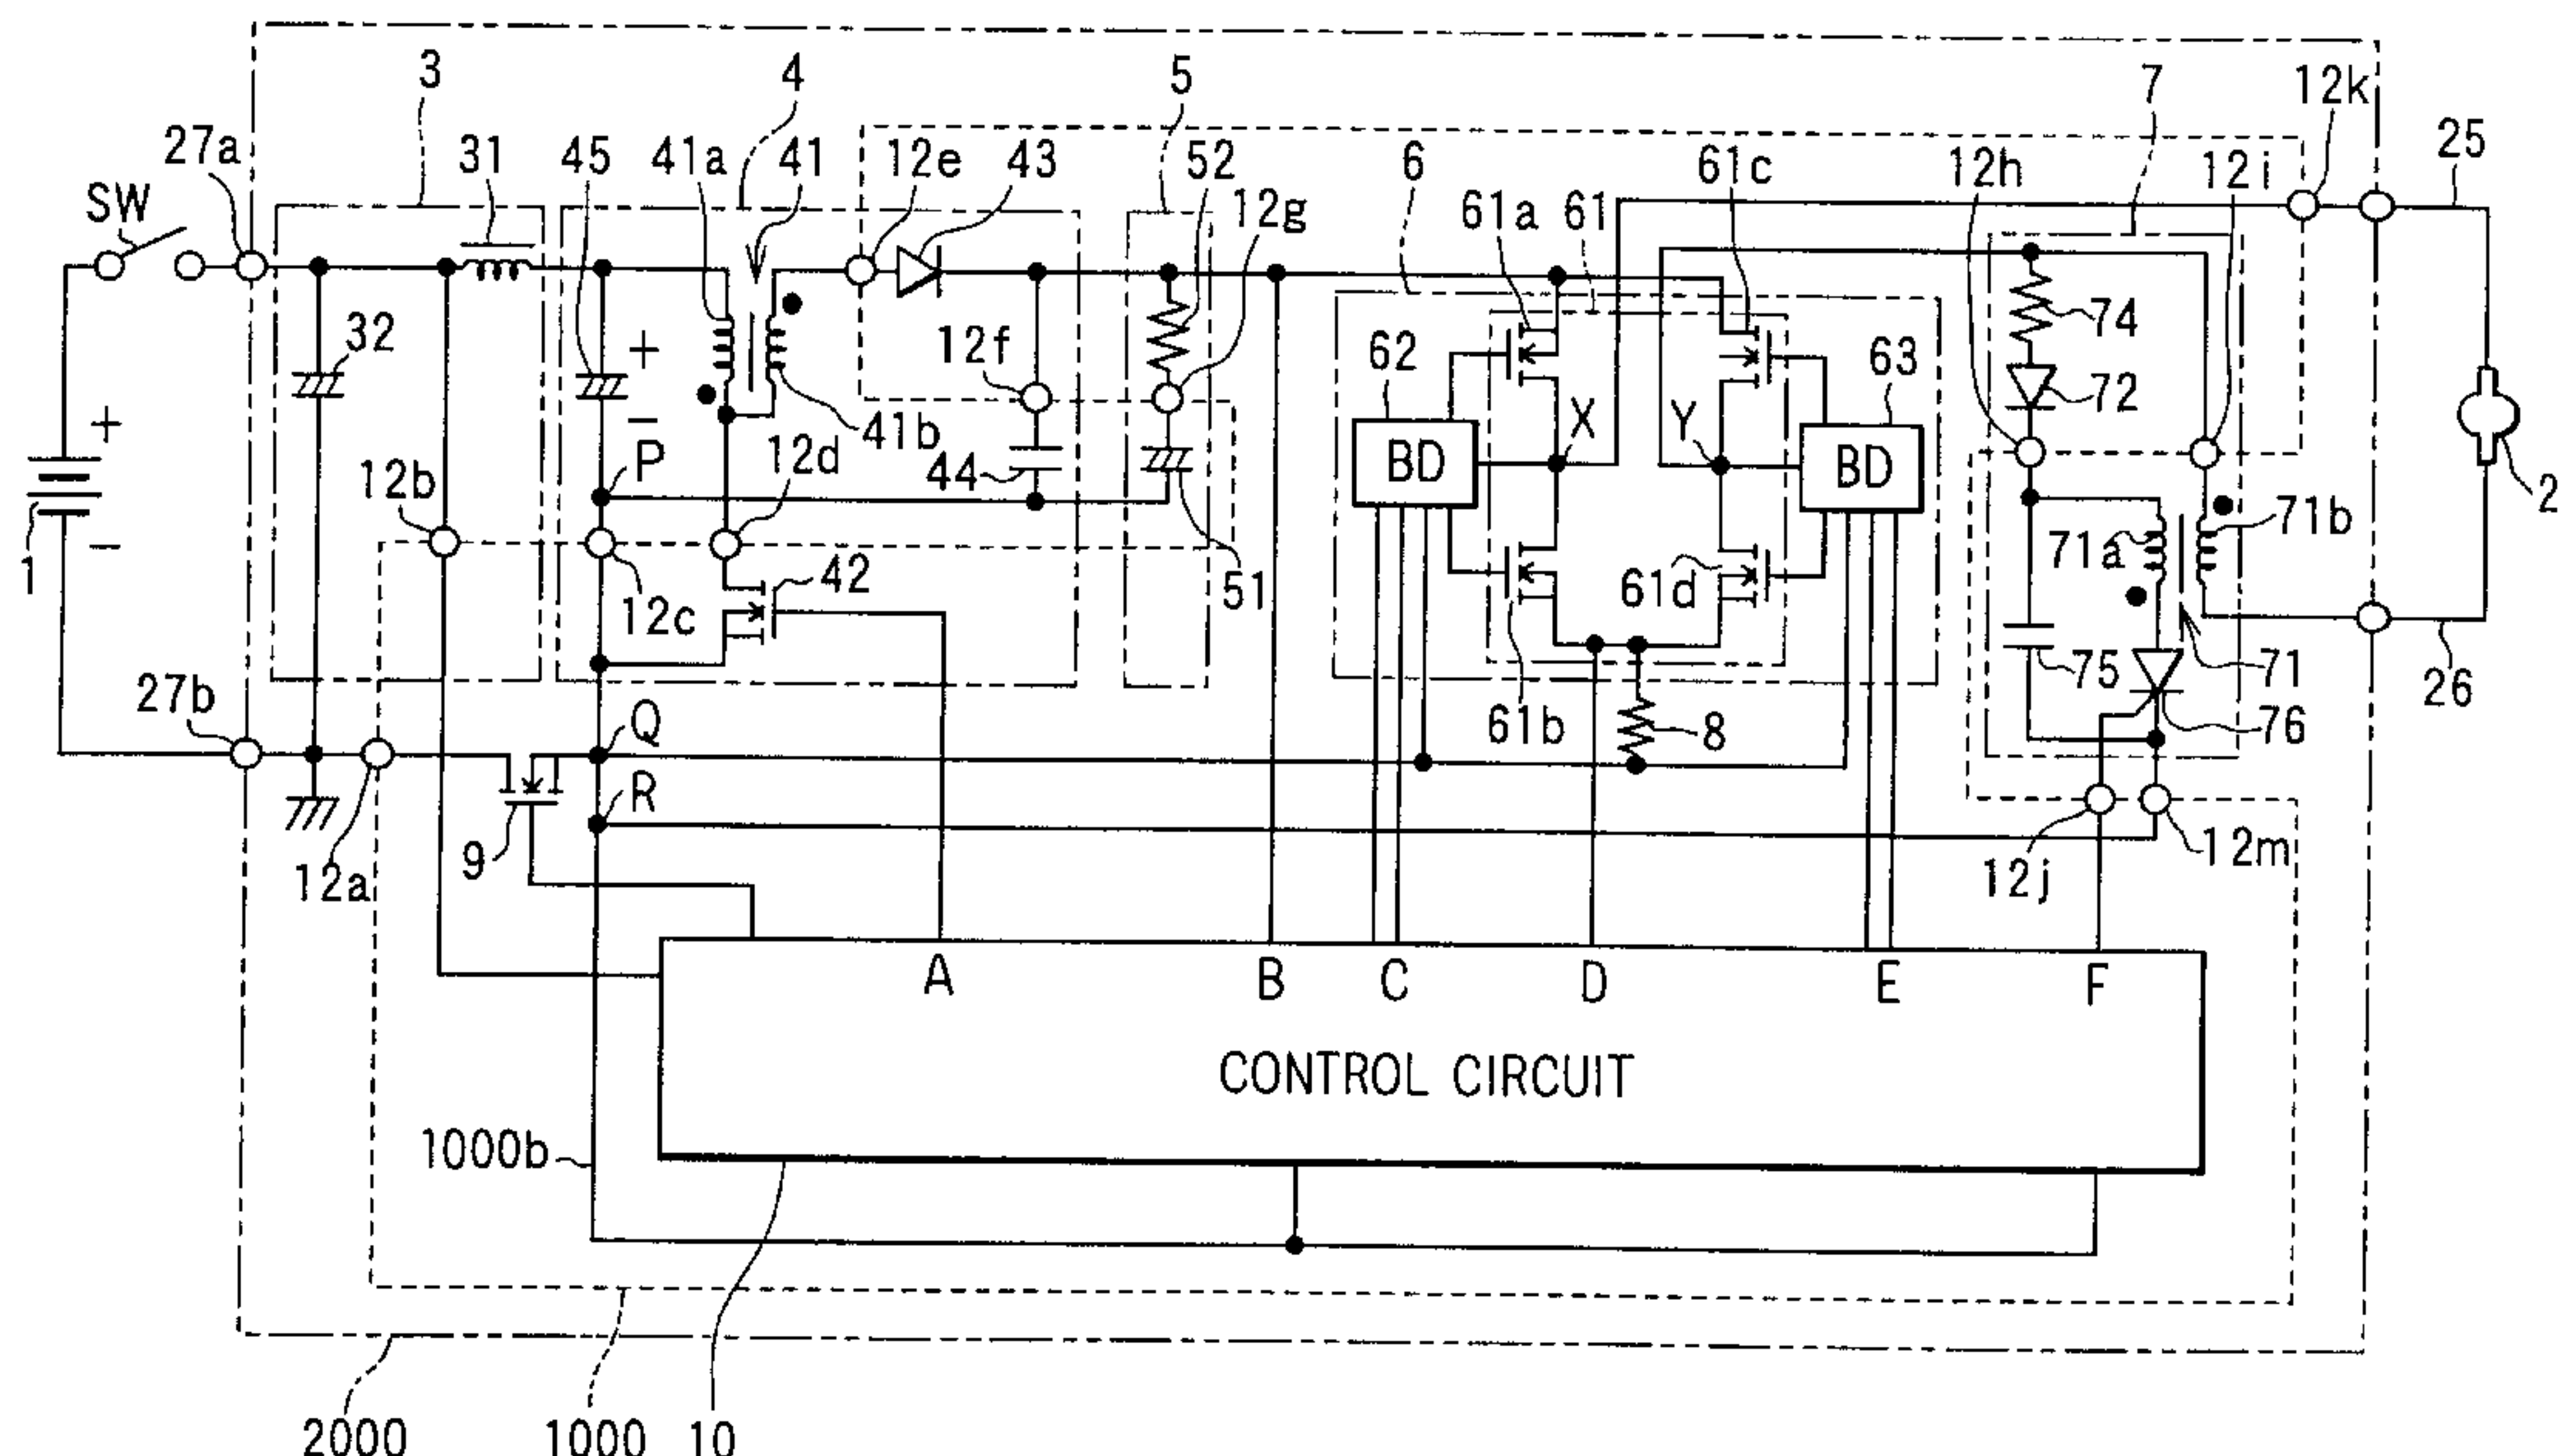 3
4
5
7
12k
27a
31
45
41a
41
12e
43
52
6
61c
12h
12i
25
SW
12g
61a
61
32
+
12f
62
63
74
72
+
−
P
41b
X
Y
BD
BD
12b
12d
44
2
1
−
12c
42
51
61d
71a
71b
27b
Q
61b
8
75
71
76
26
R
9
12a
12j
12m
A
B
C
D
E
F
CONTROL CIRCUIT
1000b
2000
1000
10